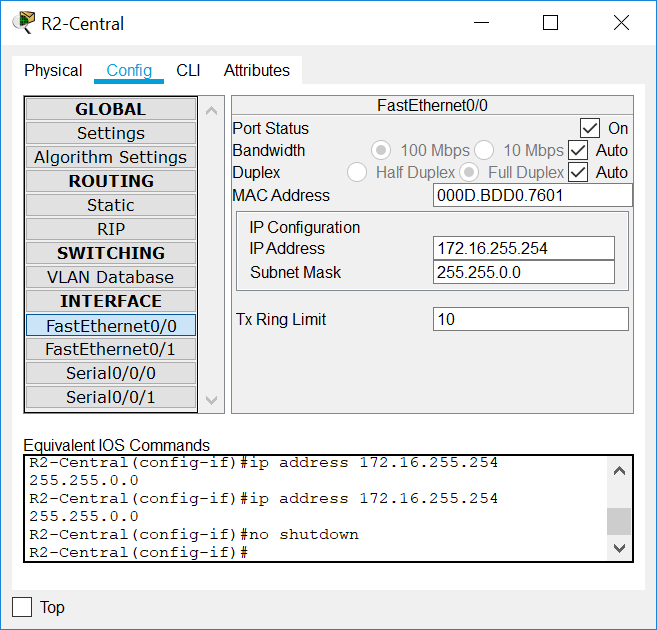 R2-Central
Physical Config CLI Attributes
GLOBAL
Settings
Algorithm Settings
ROUTING
Static
RIP
SWITCHING
VLAN Database
INTERFACE
FastEthernet0/0
FastEthernet0/1
Serial0/0/0
Serial0/0/1
FastEthernet0/0
Port Status On
Bandwidth 100 Mbps 10 Mbps Auto
Duplex Half Duplex Full Duplex Auto
MAC Address 000D.BDD0.7601
IP Configuration
IP Address 172.16.255.254
Subnet Mask 255.255.0.0
Tx Ring Limit 10
Equivalent IOS Commands
R2-Central(config-if)#ip address 172.16.255.254
255.255.0.0
R2-Central(config-if)#ip address 172.16.255.254
255.255.0.0
R2-Central(config-if)#no shutdown
R2-Central(config-if)#
Top